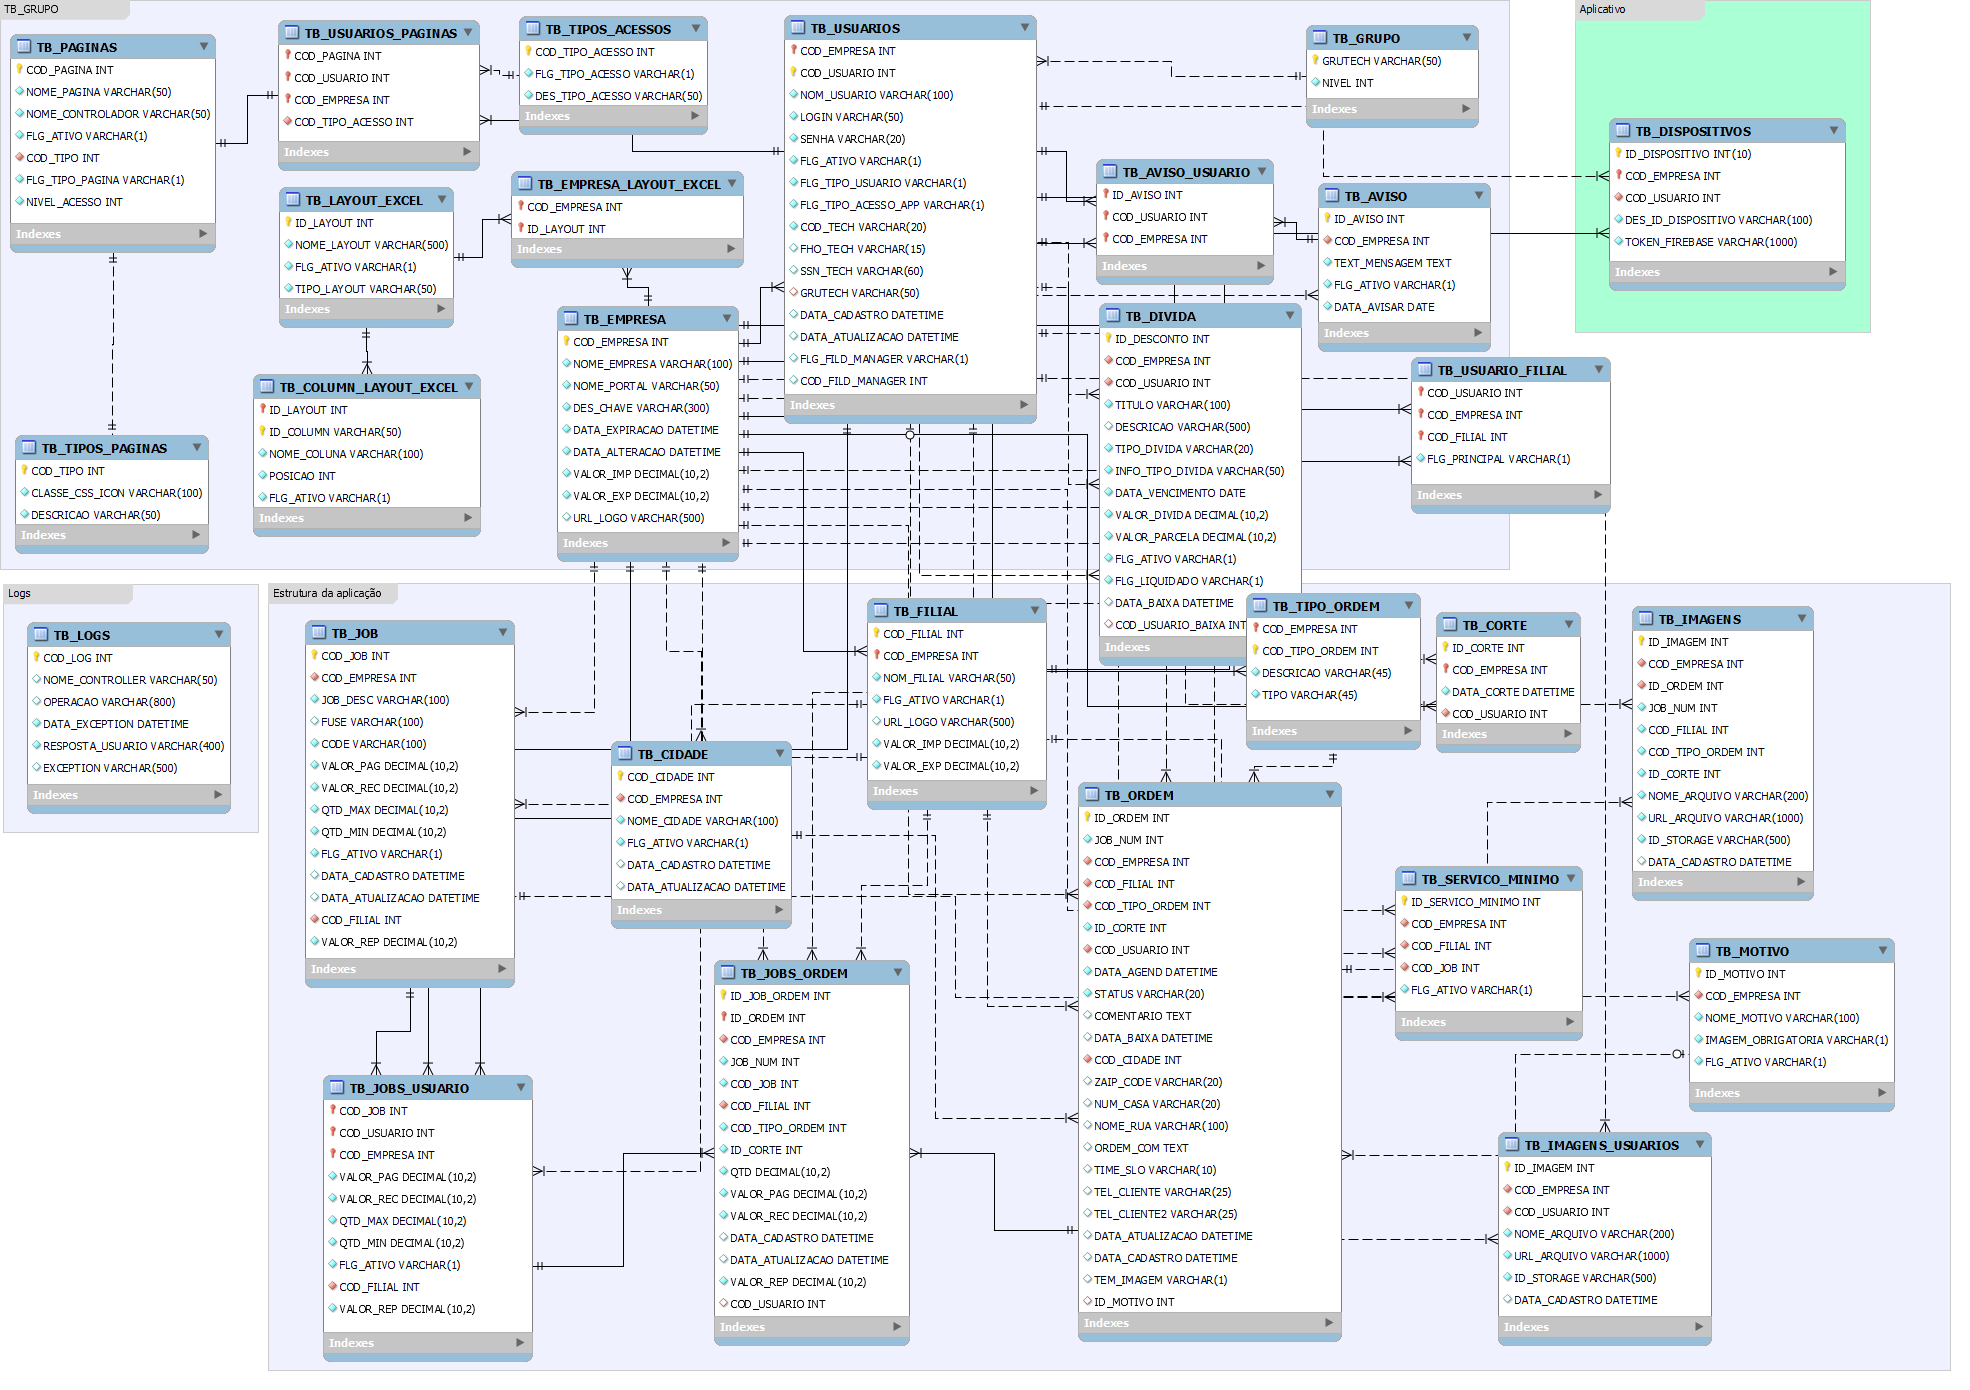 TB_GRUPO
TB_PAGINAS
COD_PAGINA INT
NOME_PAGINA VARCHAR(50)
NOME_CONTROLADOR VARCHAR(50)
FLG_ATIVO VARCHAR(1)
COD_TIPO INT
FLG_TIPO_PAGINA VARCHAR(1)
NIVEL_ACESSO INT
Indexes
TB_USUARIOS_PAGINAS
COD_PAGINA INT
COD_USUARIO INT
COD_EMPRESA INT
COD_TIPO_ACESSO INT
Indexes
TB_TIPOS_ACESSOS
COD_TIPO_ACESSO INT
FLG_TIPO_ACESSO VARCHAR(1)
DES_TIPO_ACESSO VARCHAR(50)
Indexes
TB_USUARIOS
COD_EMPRESA INT
COD_USUARIO INT
NOM_USUARIO VARCHAR(100)
LOGIN VARCHAR(50)
SENHA VARCHAR(20)
FLG_ATIVO VARCHAR(1)
FLG_TIPO_USUARIO VARCHAR(1)
FLG_TIPO_ACESSO_APP VARCHAR(1)
COD_TECH VARCHAR(20)
FHO_TECH VARCHAR(15)
SSN_TECH VARCHAR(60)
GRUTECH VARCHAR(50)
DATA_CADASTRO DATETIME
DATA_ATUALIZACAO DATETIME
FLG_FILD_MANAGER VARCHAR(1)
COD_FILD_MANAGER INT
Indexes
TB_GRUPO
GRUTECH VARCHAR(50)
NIVEL INT
Indexes
Aplicativo
TB_DISPOSITIVOS
ID_DISPOSITIVO INT(10)
COD_EMPRESA INT
COD_USUARIO INT
DES_ID_DISPOSITIVO VARCHAR(100)
TOKEN_FIREBASE VARCHAR(1000)
Indexes
TB_LAYOUT_EXCEL
ID_LAYOUT INT
NOME_LAYOUT VARCHAR(500)
FLG_ATIVO VARCHAR(1)
TIPO_LAYOUT VARCHAR(50)
Indexes
TB_EMPRESA_LAYOUT_EXCEL
COD_EMPRESA INT
ID_LAYOUT INT
Indexes
TB_AVISO_USUARIO
ID_AVISO INT
COD_USUARIO INT
COD_EMPRESA INT
Indexes
TB_AVISO
ID_AVISO INT
COD_EMPRESA INT
TEXT_MENSAGEM TEXT
FLG_ATIVO VARCHAR(1)
DATA_AVISAR DATE
Indexes
TB_EMPRESA
COD_EMPRESA INT
NOME_EMPRESA VARCHAR(100)
NOME_PORTAL VARCHAR(50)
DES_CHAVE VARCHAR(300)
DATA_EXPIRACAO DATETIME
DATA_ALTERACAO DATETIME
VALOR_IMP DECIMAL(10,2)
VALOR_EXP DECIMAL(10,2)
URL_LOGO VARCHAR(500)
Indexes
TB_DIVIDA
ID_DESCONTO INT
COD_EMPRESA INT
COD_USUARIO INT
TITULO VARCHAR(100)
DESCRICAO VARCHAR(500)
TIPO_DIVIDA VARCHAR(20)
INFO_TIPO_DIVIDA VARCHAR(50)
DATA_VENCIMENTO DATE
VALOR_DIVIDA DECIMAL(10,2)
VALOR_PARCELA DECIMAL(10,2)
FLG_ATIVO VARCHAR(1)
FLG_LIQUIDADO VARCHAR(1)
DATA_BAIXA DATETIME
COD_USUARIO_BAIXA INT
Indexes
TB_USUARIO_FILIAL
COD_USUARIO INT
COD_EMPRESA INT
COD_FILIAL INT
FLG_PRINCIPAL VARCHAR(1)
Indexes
TB_COLUMN_LAYOUT_EXCEL
ID_LAYOUT INT
ID_COLUMN VARCHAR(50)
NOME_COLUNA VARCHAR(100)
POSICAO INT
FLG_ATIVO VARCHAR(1)
Indexes
TB_TIPOS_PAGINAS
COD_TIPO INT
CLASSE_CSS_ICON VARCHAR(100)
DESCRICAO VARCHAR(50)
Indexes
Logs
TB_LOGS
COD_LOG INT
NOME_CONTROLLER VARCHAR(50)
OPERACAO VARCHAR(800)
DATA_EXCEPTION DATETIME
RESPOSTA_USUARIO VARCHAR(400)
EXCEPTION VARCHAR(500)
Indexes
Estrutura da aplicação
TB_JOB
COD_JOB INT
COD_EMPRESA INT
JOB_DESC VARCHAR(100)
FUSE VARCHAR(100)
CODE VARCHAR(100)
VALOR_PAG DECIMAL(10,2)
VALOR_REC DECIMAL(10,2)
QTD_MAX DECIMAL(10,2)
QTD_MIN DECIMAL(10,2)
FLG_ATIVO VARCHAR(1)
DATA_CADASTRO DATETIME
DATA_ATUALIZACAO DATETIME
COD_FILIAL INT
VALOR_REP DECIMAL(10,2)
Indexes
TB_FILIAL
COD_FILIAL INT
COD_EMPRESA INT
NOM_FILIAL VARCHAR(50)
FLG_ATIVO VARCHAR(1)
URL_LOGO VARCHAR(500)
VALOR_IMP DECIMAL(10,2)
VALOR_EXP DECIMAL(10,2)
Indexes
TB_TIPO_ORDEM
COD_EMPRESA INT
COD_TIPO_ORDEM INT
DESCRICAO VARCHAR(45)
TIPO VARCHAR(45)
Indexes
TB_CORTE
ID_CORTE INT
COD_EMPRESA INT
DATA_CORTE DATETIME
COD_USUARIO INT
Indexes
TB_IMAGENS
ID_IMAGEM INT
COD_EMPRESA INT
ID_ORDEM INT
JOB_NUM INT
COD_FILIAL INT
COD_TIPO_ORDEM INT
ID_CORTE INT
NOME_ARQUIVO VARCHAR(200)
URL_ARQUIVO VARCHAR(1000)
ID_STORAGE VARCHAR(500)
DATA_CADASTRO DATETIME
Indexes
TB_CIDADE
COD_CIDADE INT
COD_EMPRESA INT
NOME_CIDADE VARCHAR(100)
FLG_ATIVO VARCHAR(1)
DATA_CADASTRO DATETIME
DATA_ATUALIZACAO DATETIME
Indexes
TB_ORDEM
ID_ORDEM INT
JOB_NUM INT
COD_EMPRESA INT
COD_FILIAL INT
COD_TIPO_ORDEM INT
ID_CORTE INT
COD_USUARIO INT
DATA_AGEND DATETIME
STATUS VARCHAR(20)
COMENTARIO TEXT
DATA_BAIXA DATETIME
COD_CIDADE INT
ZAIP_CODE VARCHAR(20)
NUM_CASA VARCHAR(20)
NOME_RUA VARCHAR(100)
ORDEM_COM TEXT
TIME_SLO VARCHAR(10)
TEL_CLIENTE VARCHAR(25)
TEL_CLIENTE2 VARCHAR(25)
DATA_ATUALIZACAO DATETIME
DATA_CADASTRO DATETIME
TEM_IMAGEM VARCHAR(1)
ID_MOTIVO INT
Indexes
TB_SERVICO_MINIMO
ID_SERVICO_MINIMO INT
COD_EMPRESA INT
COD_FILIAL INT
COD_JOB INT
FLG_ATIVO VARCHAR(1)
Indexes
TB_MOTIVO
ID_MOTIVO INT
COD_EMPRESA INT
NOME_MOTIVO VARCHAR(100)
IMAGEM_OBRIGATORIA VARCHAR(1)
FLG_ATIVO VARCHAR(1)
Indexes
TB_JOBS_ORDEM
ID_JOB_ORDEM INT
ID_ORDEM INT
COD_EMPRESA INT
JOB_NUM INT
COD_JOB INT
COD_FILIAL INT
COD_TIPO_ORDEM INT
ID_CORTE INT
QTD DECIMAL(10,2)
VALOR_PAG DECIMAL(10,2)
VALOR_REC DECIMAL(10,2)
DATA_CADASTRO DATETIME
DATA_ATUALIZACAO DATETIME
VALOR_REP DECIMAL(10,2)
COD_USUARIO INT
Indexes
TB_JOBS_USUARIO
COD_JOB INT
COD_USUARIO INT
COD_EMPRESA INT
VALOR_PAG DECIMAL(10,2)
VALOR_REC DECIMAL(10,2)
QTD_MAX DECIMAL(10,2)
QTD_MIN DECIMAL(10,2)
FLG_ATIVO VARCHAR(1)
COD_FILIAL INT
VALOR_REP DECIMAL(10,2)
Indexes
TB_IMAGENS_USUARIOS
ID_IMAGEM INT
COD_EMPRESA INT
COD_USUARIO INT
NOME_ARQUIVO VARCHAR(200)
URL_ARQUIVO VARCHAR(1000)
ID_STORAGE VARCHAR(500)
DATA_CADASTRO DATETIME
Indexes